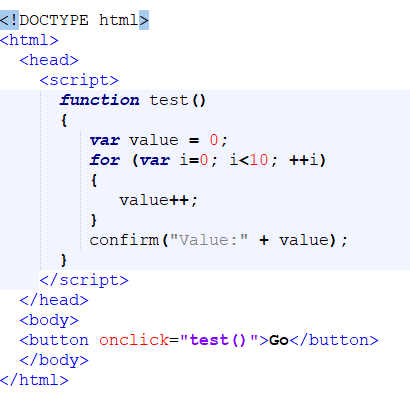 <!DOCTYPE html>
<html>
<head>
<script>
function test()
{
var value = 0;
for (var i=0; i<10; ++i)
{
value++;
}
confirm("Value:" + value);
}
</script>
</head>
<body>
<button onclick="test()">Go</button>
</body>
</html>